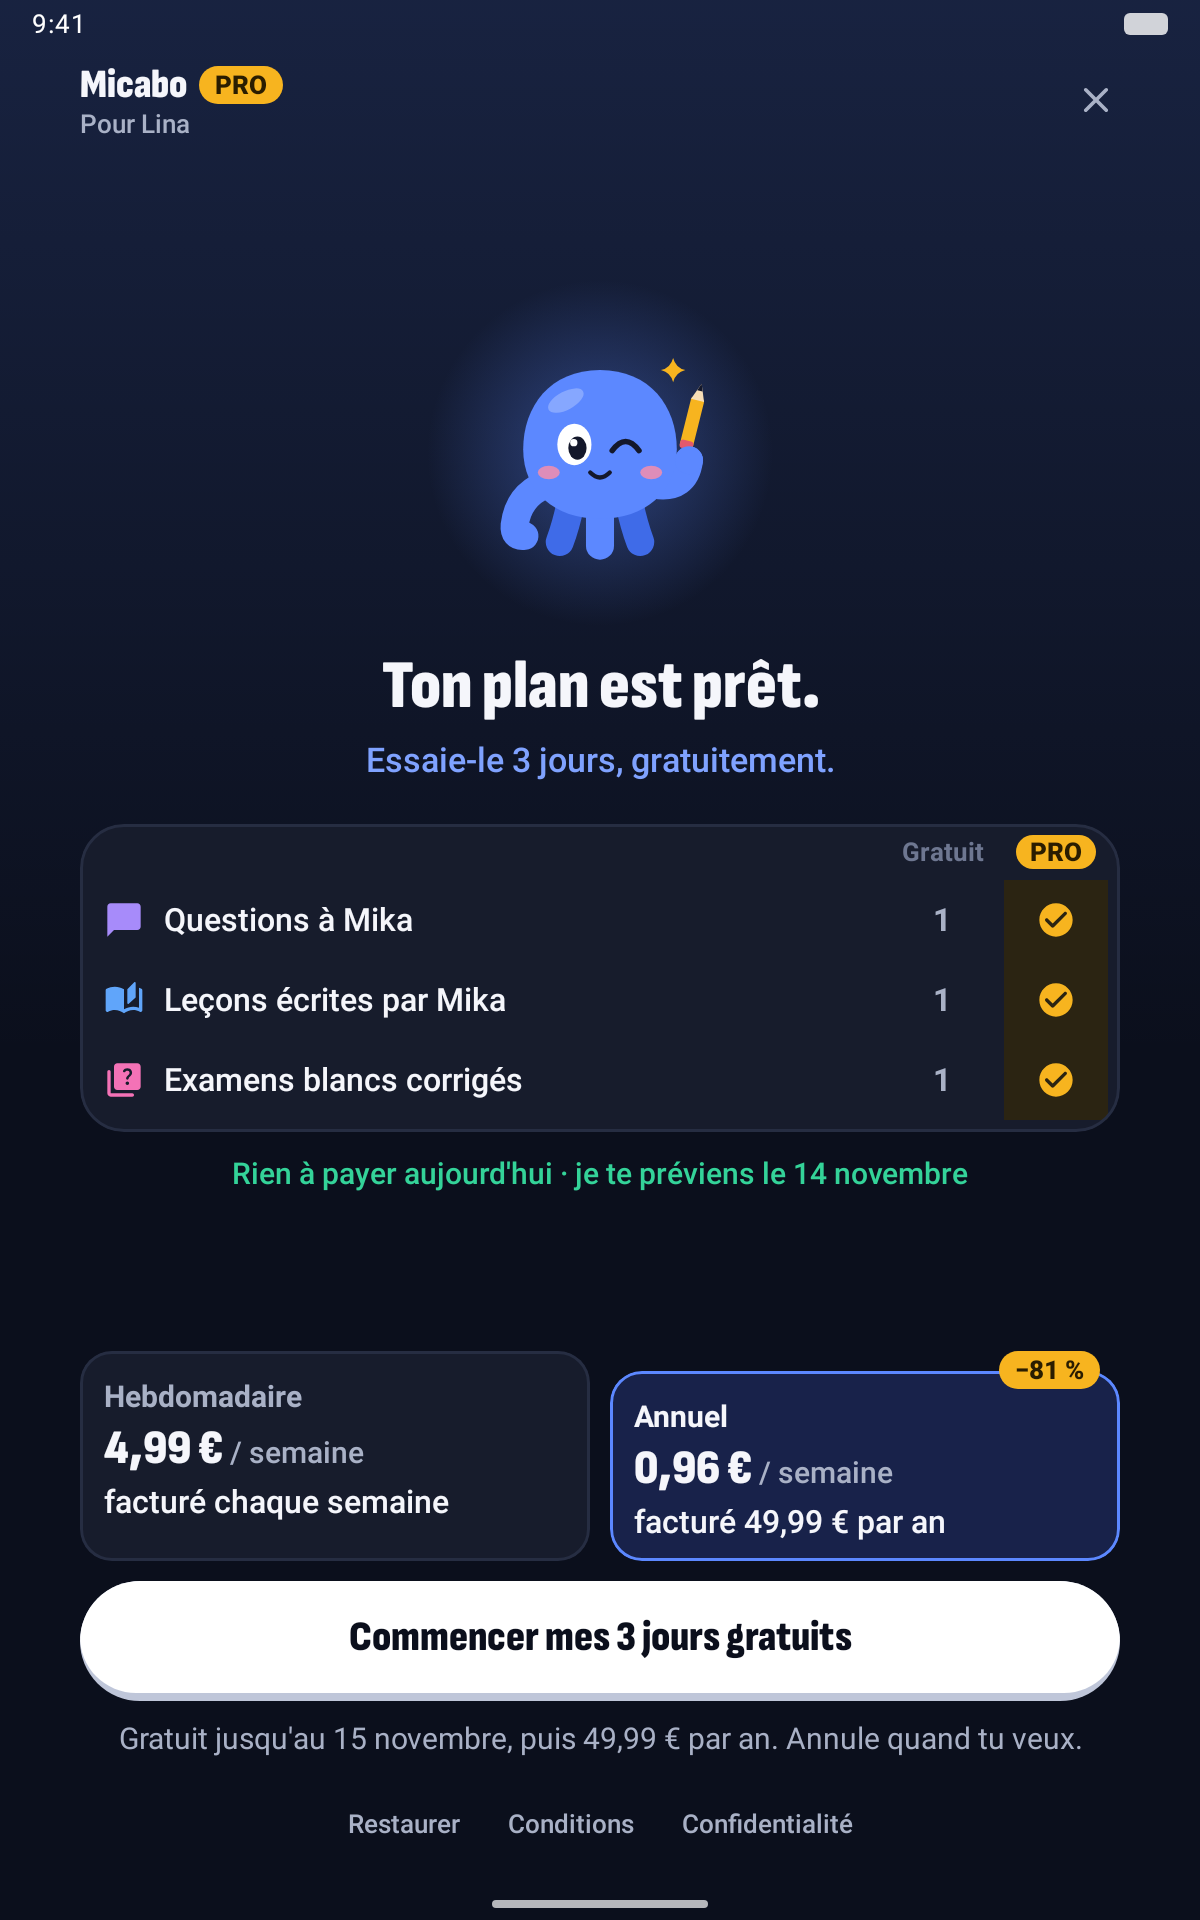 9:41
Micabo PRO
Pour Lina
Ton plan est prêt.
Essaie-le 3 jours, gratuitement.
Gratuit PRO
Questions à Mika 1
Leçons écrites par Mika 1
? Examens blancs corrigés 1
Rien à payer aujourd'hui · je te préviens le 14 novembre
Hebdomadaire
4,99 € / semaine
facturé chaque semaine
−81 %
Annuel
0,96 € / semaine
facturé 49,99 € par an
Commencer mes 3 jours gratuits
Gratuit jusqu'au 15 novembre, puis 49,99 € par an. Annule quand tu veux.
Restaurer Conditions Confidentialité